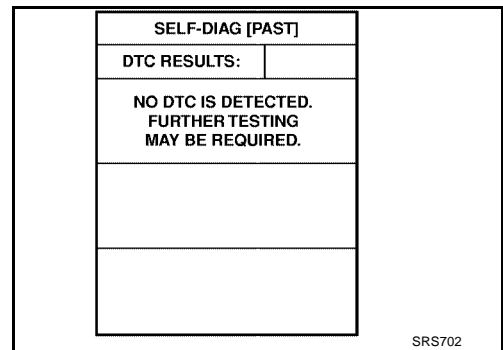 SELF-DIAG [PAST]
DTC RESULTS:
NO DTC IS DETECTED.
FURTHER TESTING
MAY BE REQUIRED.
SRS702